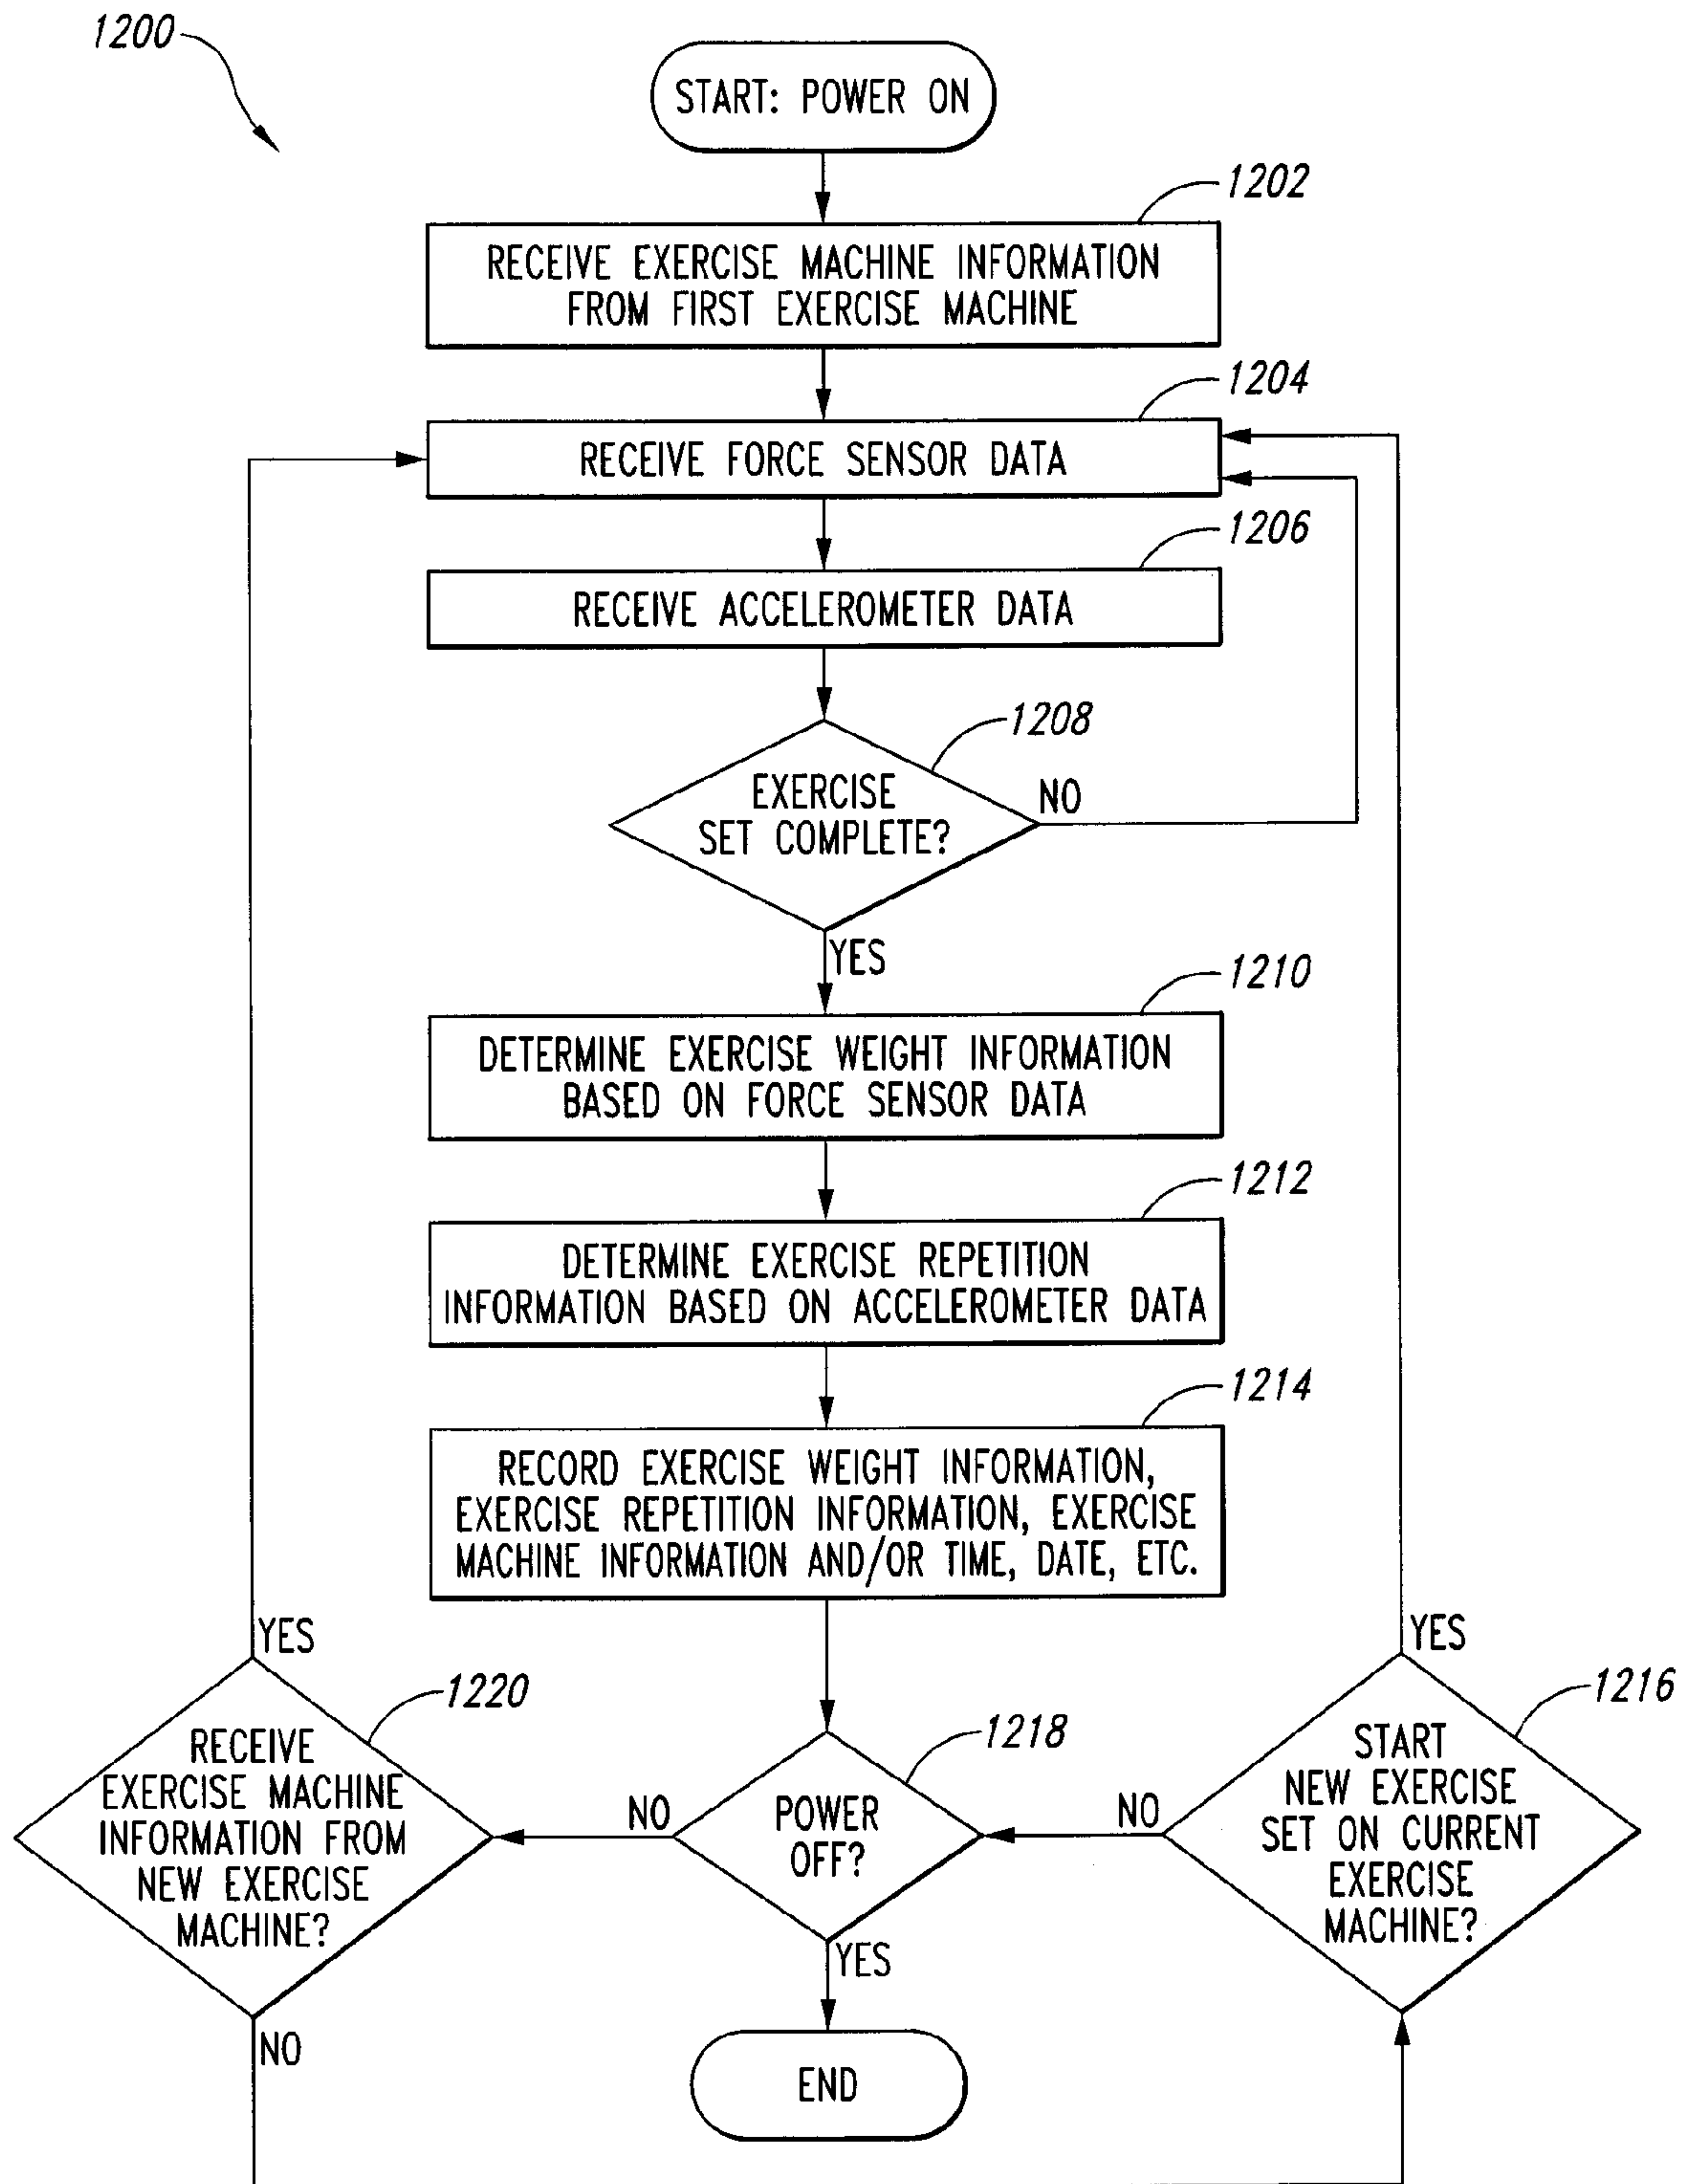 1200
START: POWER ON
1202
RECEIVE EXERCISE MACHINE INFORMATION
FROM FIRST EXERCISE MACHINE
1204
RECEIVE FORCE SENSOR DATA
1206
RECEIVE ACCELEROMETER DATA
1208
EXERCISE
SET COMPLETE?
NO
YES
1210
DETERMINE EXERCISE WEIGHT INFORMATION
BASED ON FORCE SENSOR DATA
1212
DETERMINE EXERCISE REPETITION
INFORMATION BASED ON ACCELEROMETER DATA
1214
RECORD EXERCISE WEIGHT INFORMATION,
EXERCISE REPETITION INFORMATION, EXERCISE
MACHINE INFORMATION AND/OR TIME, DATE, ETC.
YES
1220
RECEIVE
EXERCISE MACHINE
INFORMATION FROM
NEW EXERCISE
MACHINE?
NO
NO
1218
POWER
OFF?
YES
NO
YES
1216
START
NEW EXERCISE
SET ON CURRENT
EXERCISE
MACHINE?
END